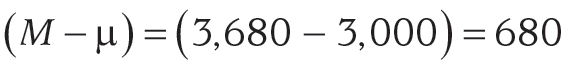 (M – μ) = (3,680 – 3,000) = 680